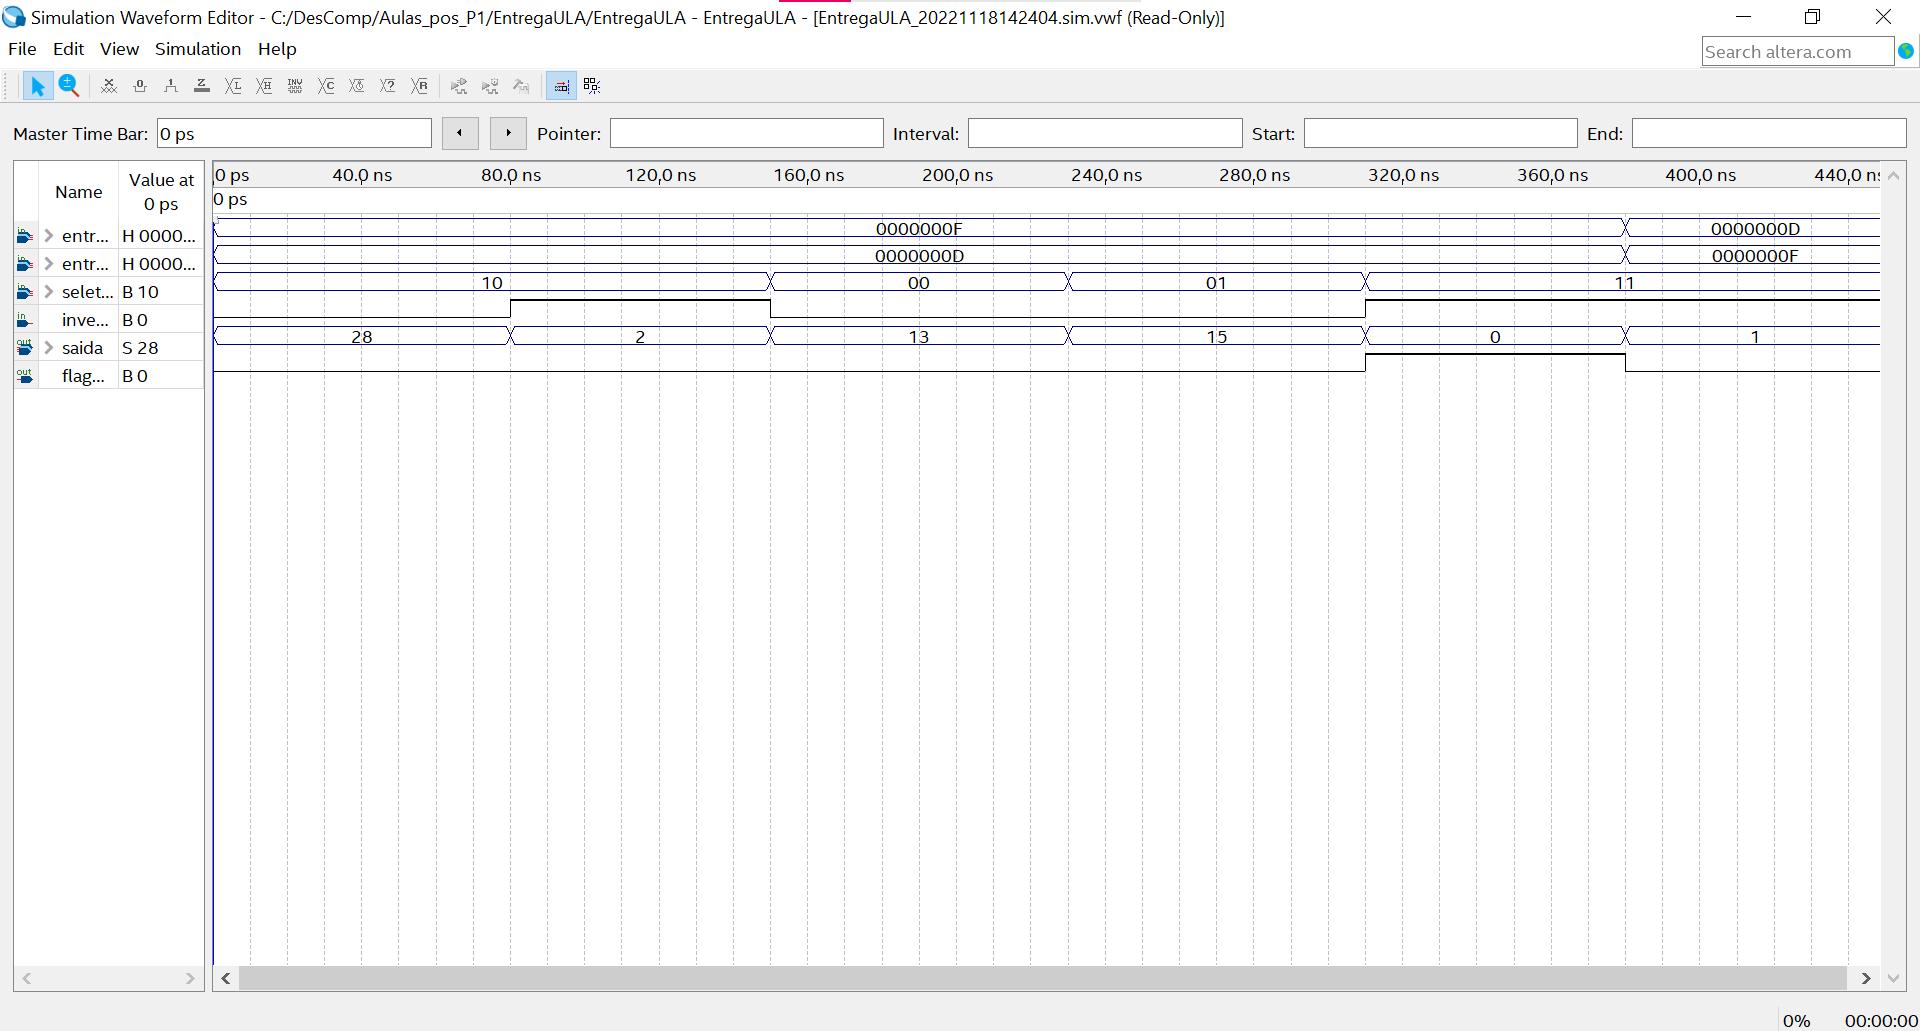 Simulation Waveform Editor - C:/DesComp/Aulas_pos_P1/EntregaULA/EntregaULA - EntregaULA - [EntregaULA_20221118142404.sim.vwf (Read-Only)]
File Edit View Simulation Help
Search altera.com
Master Time Bar: 0 ps Pointer: Interval: Start: End:
Name Value at 0 ps
0 ps 40.0 ns 80.0 ns 120.0 ns 160.0 ns 200.0 ns 240.0 ns 280.0 ns 320.0 ns 360.0 ns 400.0 ns 440.0 ns
0 ps
entr... H 0000... 0000000F 0000000D
entr... H 0000... 0000000D 0000000F
selet... B 10 10 00 01 11
inve... B 0
saida S 28 28 2 13 15 0 1
flag... B 0
0% 00:00:00